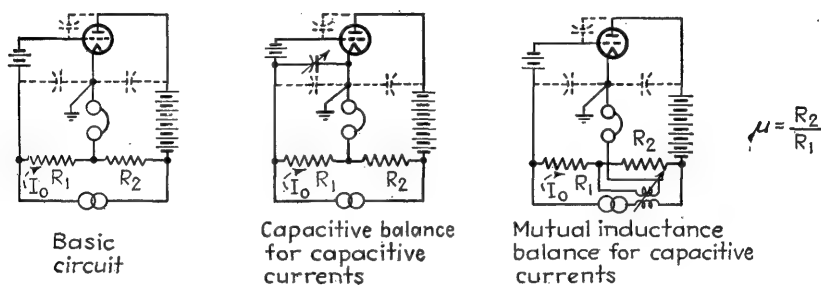 I₀
R₁
R₂
I₀
R₁
R₂
I₀
R₁
R₂
μ = R₂/R₁
Basic
circuit
Capacitive balance
for capacitive
currents
Mutual inductance
balance for capacitive
currents